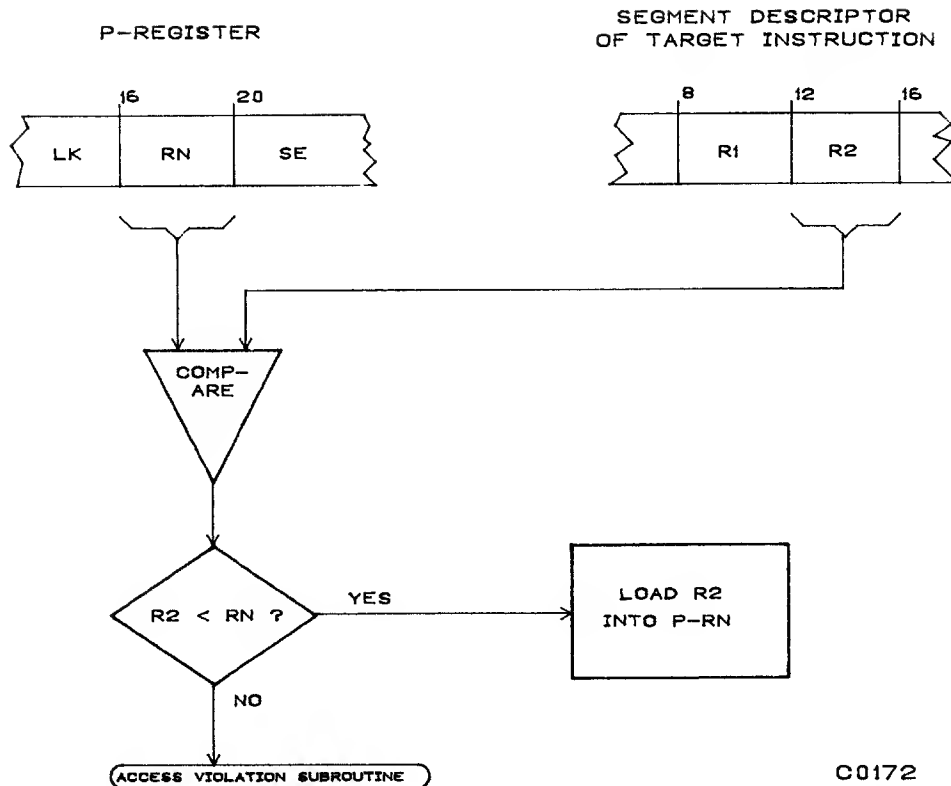 P-REGISTER
SEGMENT DESCRIPTOR
OF TARGET INSTRUCTION
16
20
8
12
16
LK
RN
SE
R1
R2
COMP-
ARE
R2 < RN ?
YES
LOAD R2
INTO P-RN
NO
ACCESS VIOLATION SUBROUTINE
C0172